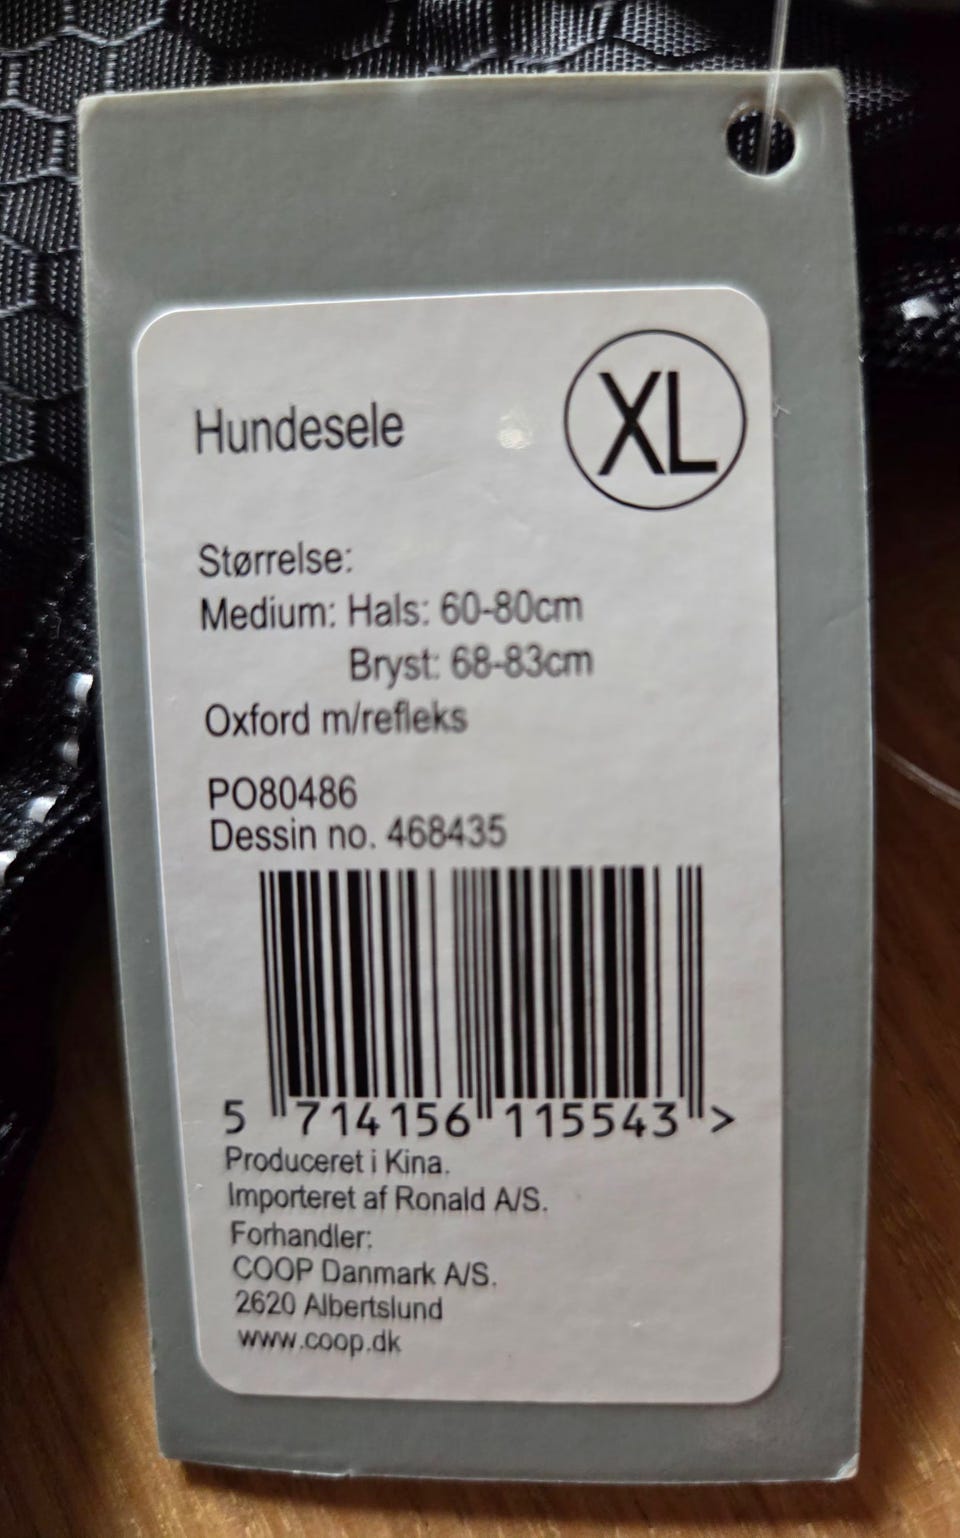 Hundesele
XL
Størrelse:
Medium: Hals: 60-80cm
Bryst: 68-83cm
Oxford m/refleks
PO80486
Dessin no. 468435
5 714156 115543 >
Produceret i Kina.
Importeret af Ronald A/S.
Forhandler:
COOP Danmark A/S.
2620 Albertslund
www.coop.dk